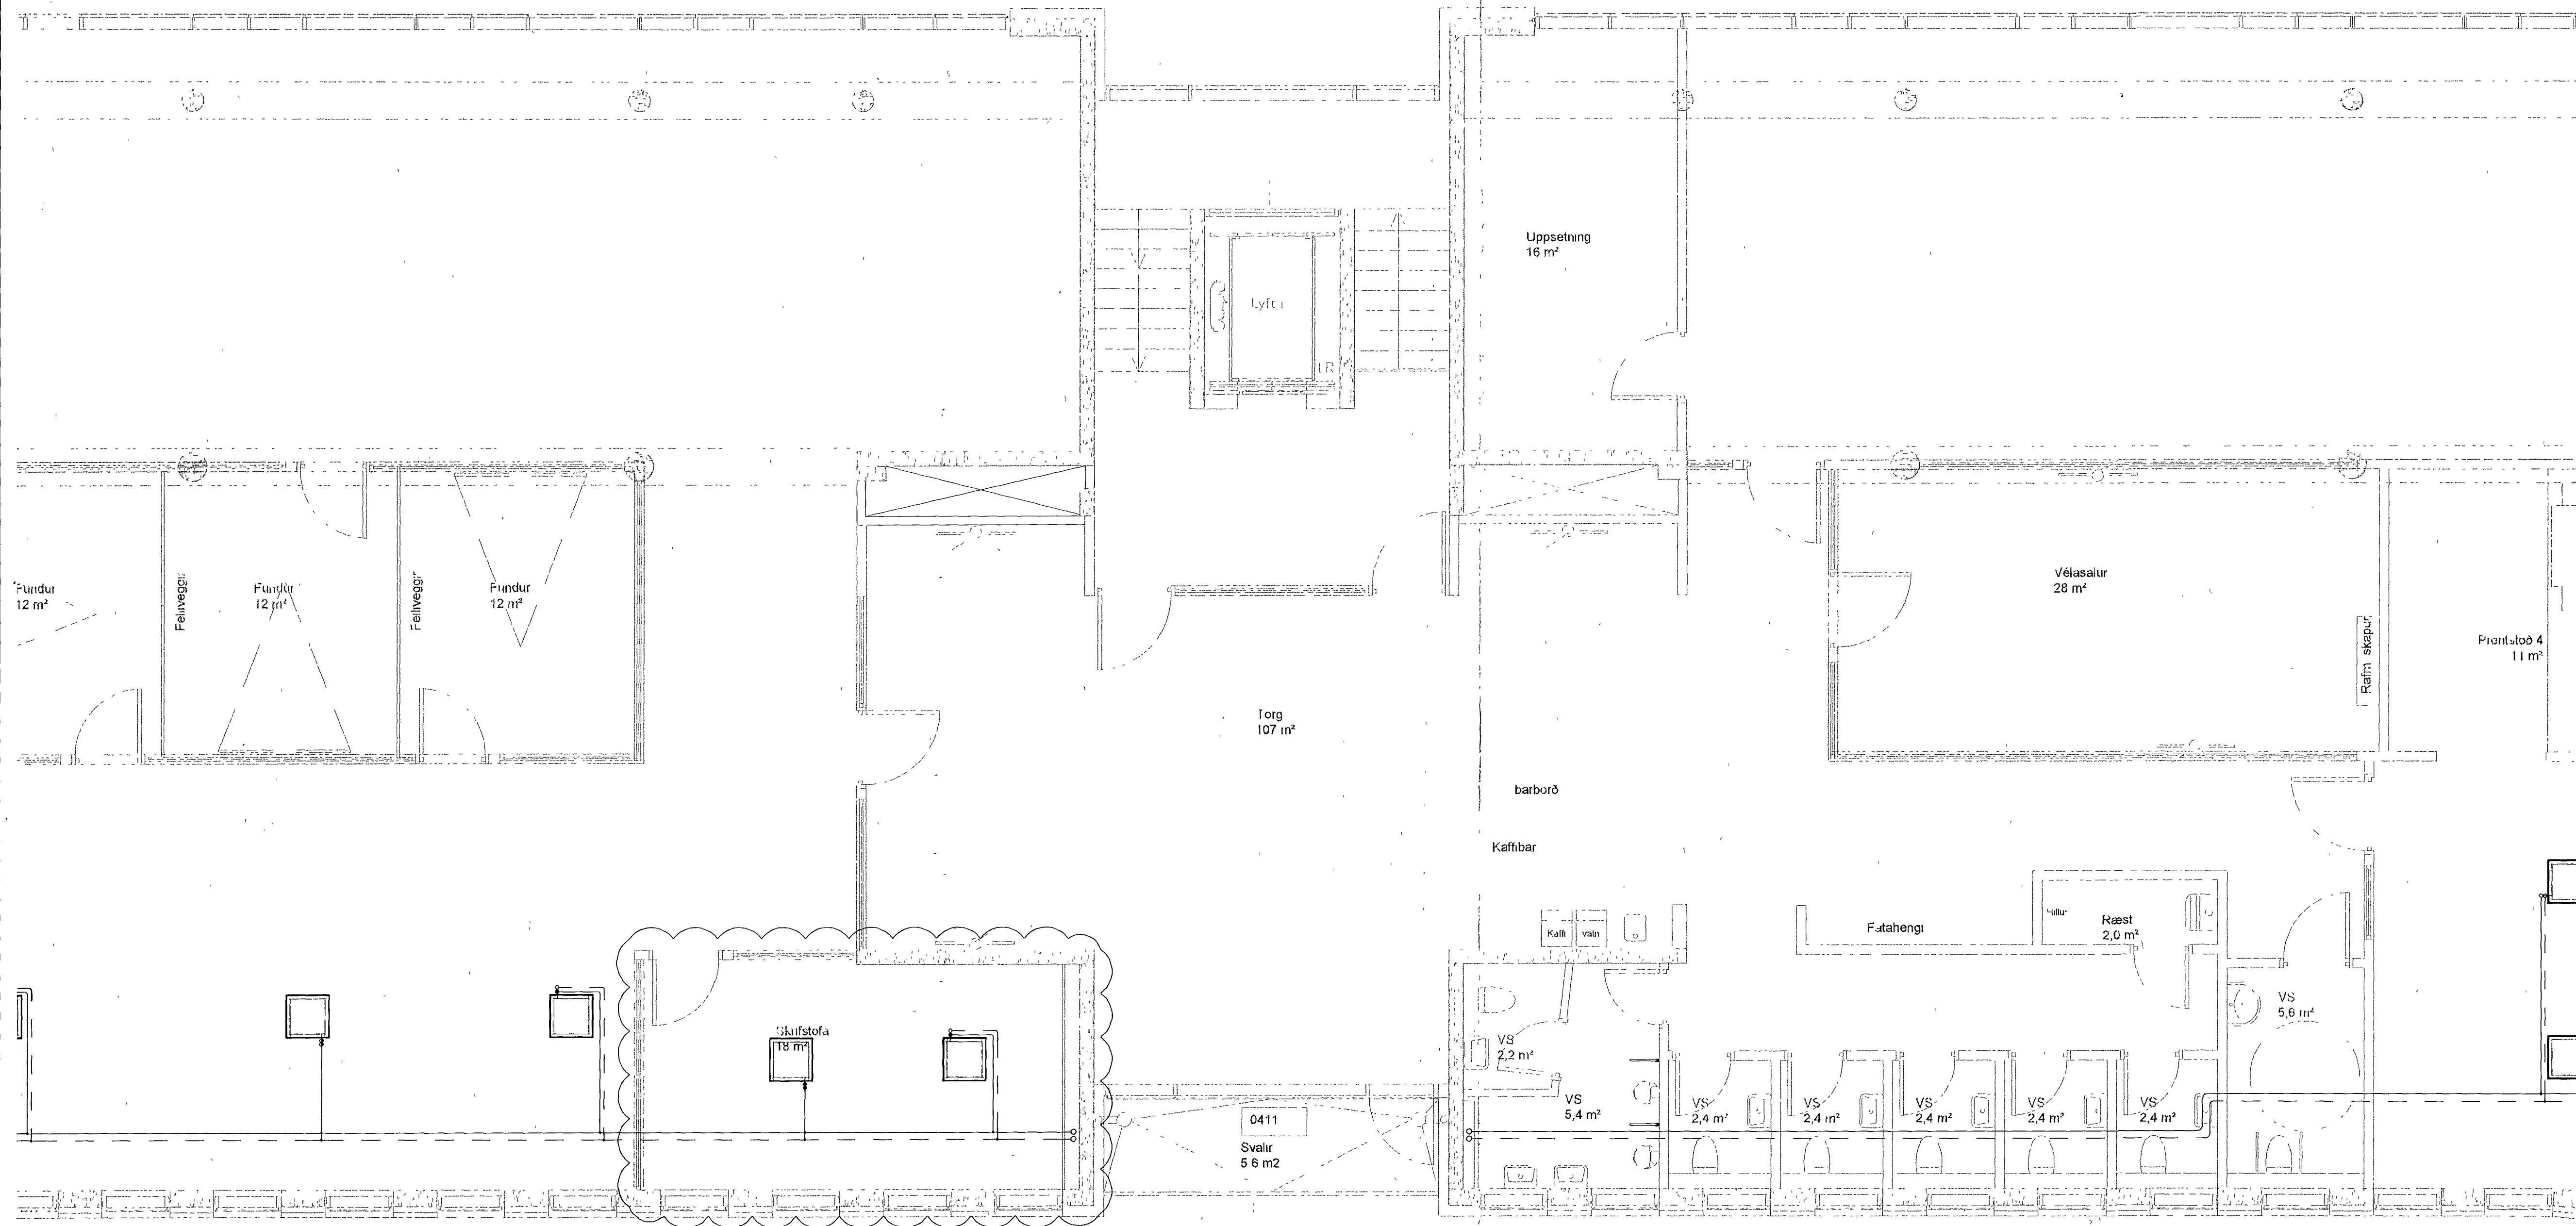 Uppsetning
16 m²
Lyfta
LR
Fundur
12 m²
Felliveggir
Fundur
12 m²
Felliveggir
Fundur
12 m²
Vélasalur
28 m²
Rafm skapur
Prentstoð 4
11 m²
Torg
107 m²
barborð
Kaffibar
Kaffi
vatn
Fatahengi
Hillur
Ræst
2,0 m²
Skrifstofa
18 m²
VS
2,2 m²
VS
5,4 m²
VS
2,4 m²
VS
2,4 m²
VS
2,4 m²
VS
2,4 m²
VS
2,4 m²
VS
5,6 m²
0411
Svalir
5 6 m2